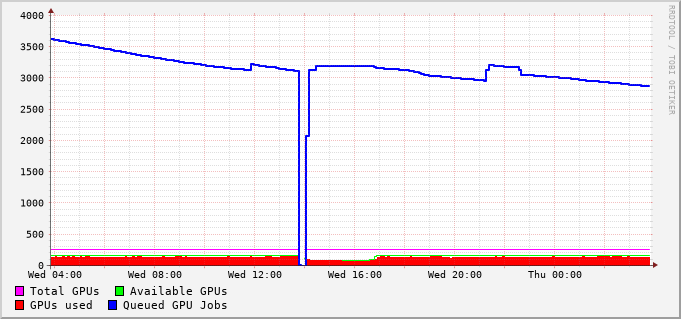 RRDTOOL / TOBI OETIKER
4000
3500
3000
2500
2000
1500
1000
500
0
Wed 04:00 Wed 08:00 Wed 12:00 Wed 16:00 Wed 20:00 Thu 00:00
Total GPUs Available GPUs
GPUs used Queued GPU Jobs